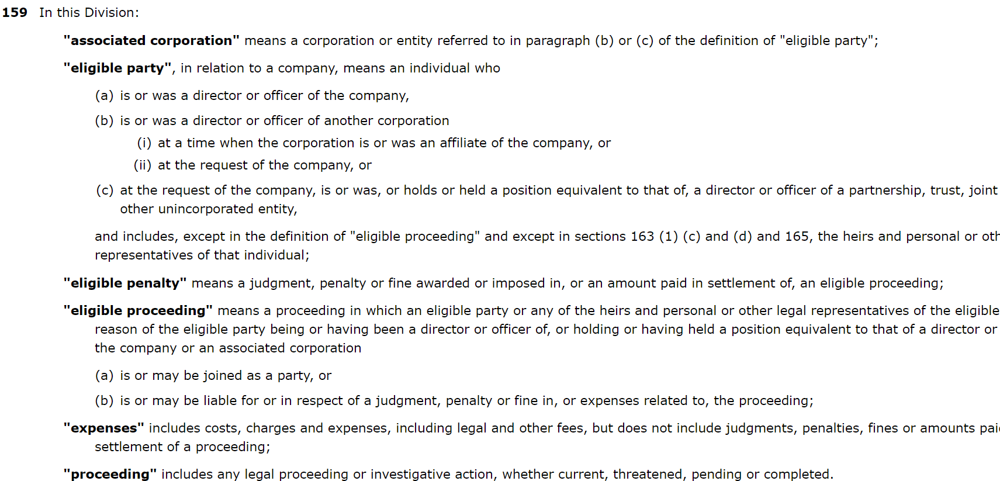 159 In this Division:
"associated corporation" means a corporation or entity referred to in paragraph (b) or (c) of the definition of "eligible party";
"eligible party", in relation to a company, means an individual who
(a) is or was a director or officer of the company,
(b) is or was a director or officer of another corporation
(i) at a time when the corporation is or was an affiliate of the company, or
(ii) at the request of the company, or
(c) at the request of the company, is or was, or holds or held a position equivalent to that of, a director or officer of a partnership, trust, joint
other unincorporated entity,
and includes, except in the definition of "eligible proceeding" and except in sections 163 (1) (c) and (d) and 165, the heirs and personal or
representatives of that individual;
"eligible penalty" means a judgment, penalty or fine awarded or imposed in, or an amount paid in settlement of, an eligible proceeding;
"eligible proceeding" means a proceeding in which an eligible party or any of the heirs and personal or other legal representatives of the eligible
reason of the eligible party being or having been a director or officer of, or holding or having held a position equivalent to that of a director or
the company or an associated corporation
(a) is or may be joined as a party, or
(b) is or may be liable for or in respect of a judgment, penalty or fine in, or expenses related to, the proceeding;
"expenses" includes costs, charges and expenses, including legal and other fees, but does not include judgments, penalties, fines or amounts
settlement of a proceeding;
"proceeding" includes any legal proceeding or investigative action, whether current, threatened, pending or completed.